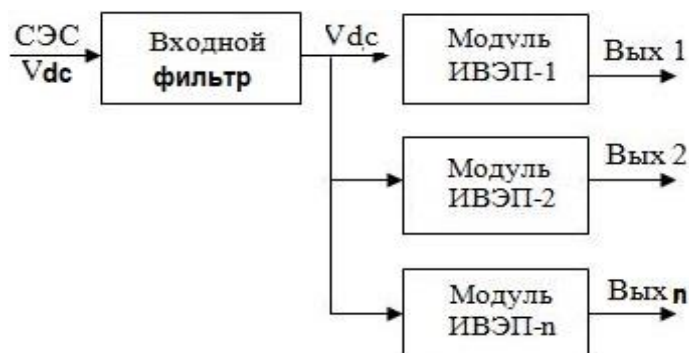 СЭС
Vdc
Входной
фильтр
Vdc
Модуль
ИВЭП-1
Вых 1
Модуль
ИВЭП-2
Вых 2
Модуль
ИВЭП-n
Вых n